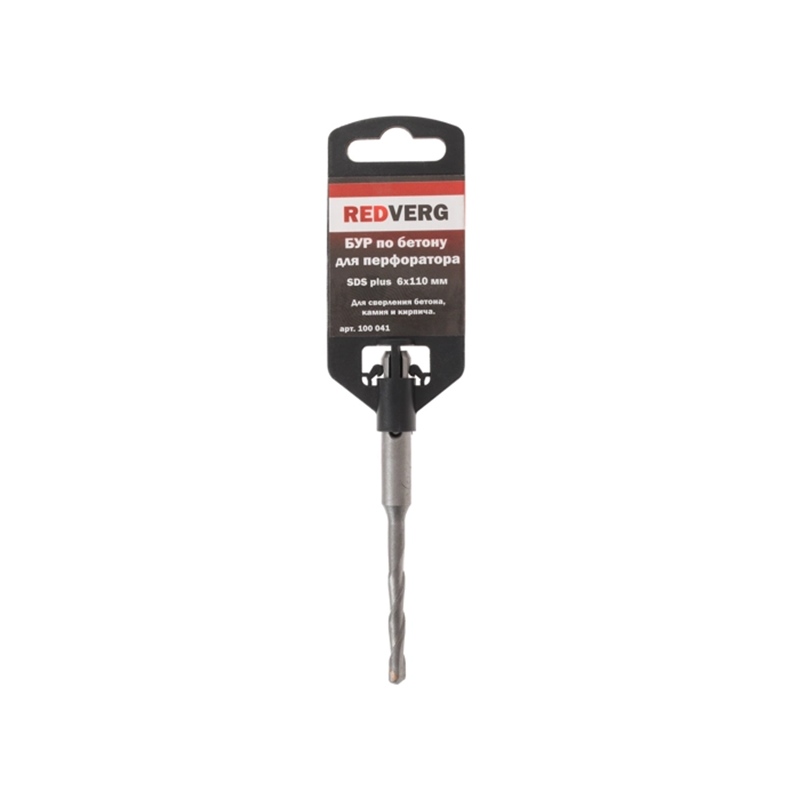 REDVERG
БУР по бетону
для перфоратора
SDS plus 6x110 мм
Для сверления бетона,
камня и кирпича.
арт. 100 041